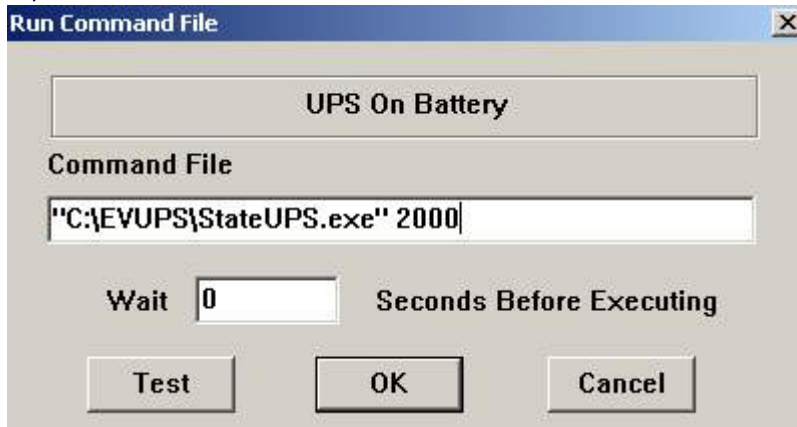 Run Command File
UPS On Battery
Command File
"C:\EVUPS\StateUPS.exe" 2000
Wait 0 Seconds Before Executing
Test OK Cancel